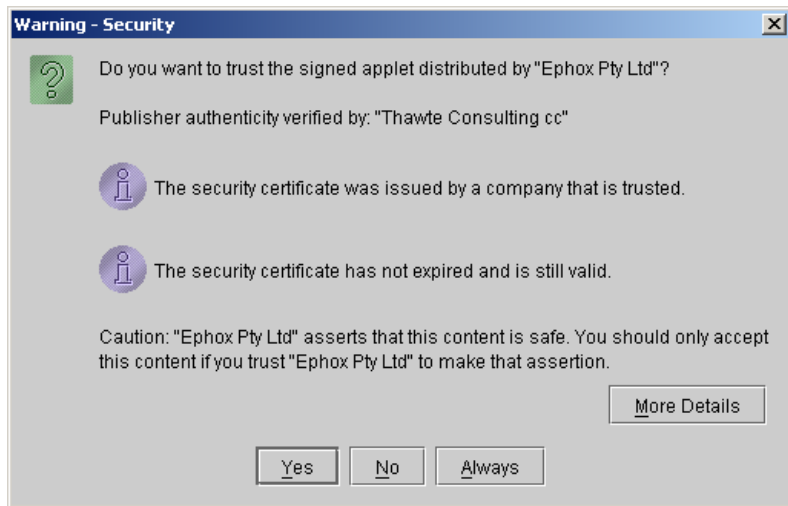 Warning - Security
Do you want to trust the signed applet distributed by "Ephox Pty Ltd"?
Publisher authenticity verified by: "Thawte Consulting cc"
The security certificate was issued by a company that is trusted.
The security certificate has not expired and is still valid.
Caution: "Ephox Pty Ltd" asserts that this content is safe. You should only accept
this content if you trust "Ephox Pty Ltd" to make that assertion.
More Details
Yes No Always